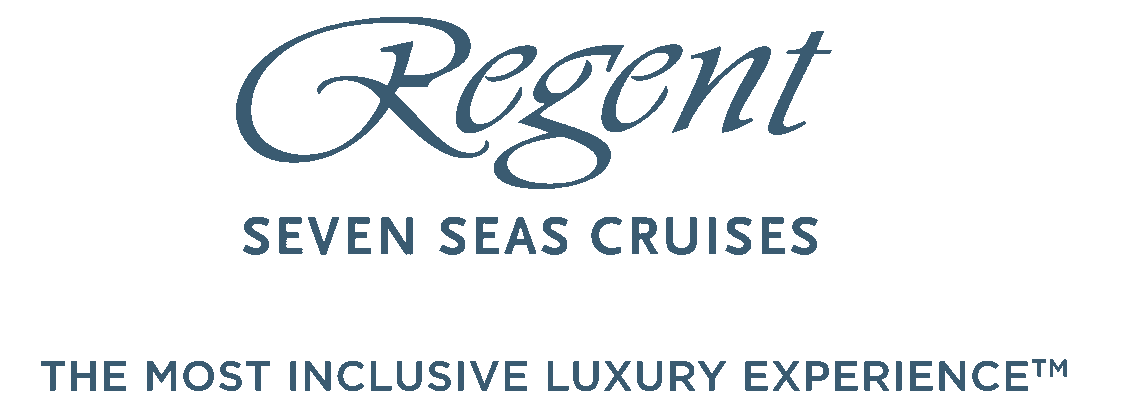 Regent
SEVEN SEAS CRUISES
THE MOST INCLUSIVE LUXURY EXPERIENCE™